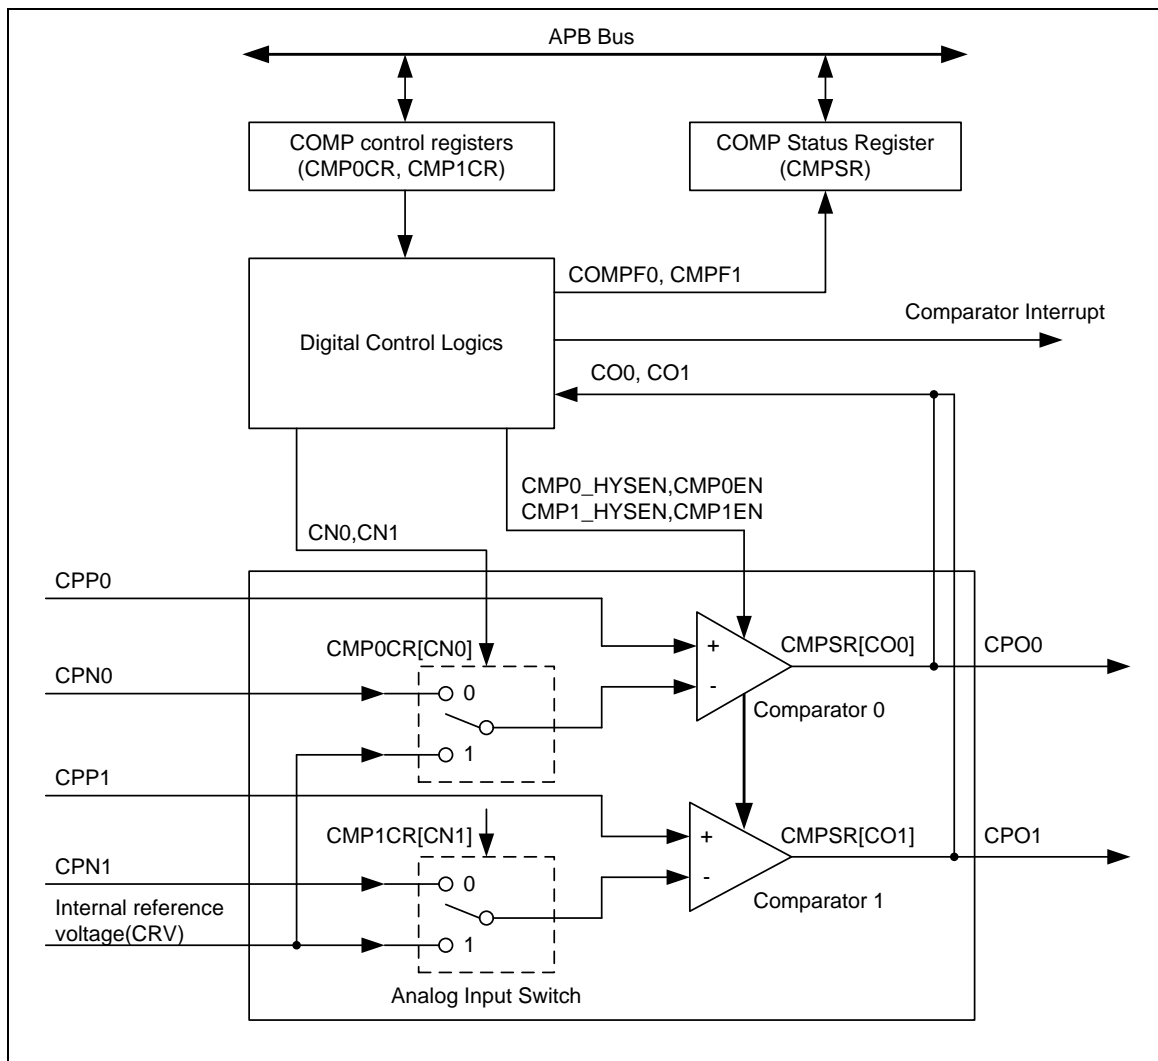 APB Bus
COMP control registers
(CMP0CR, CMP1CR)
COMP Status Register
(CMPSR)
COMPF0, CMPF1
Comparator Interrupt
Digital Control Logics
CO0, CO1
CMP0_HYSEN,CMP0EN
CMP1_HYSEN,CMP1EN
CN0,CN1
CPP0
CMP0CR[CN0]
+
CMPSR[CO0]
CPO0
CPN0
0
-
Comparator 0
1
CPP1
CMP1CR[CN1]
+
CMPSR[CO1]
CPO1
CPN1
0
-
Comparator 1
Internal reference
voltage(CRV)
1
Analog Input Switch